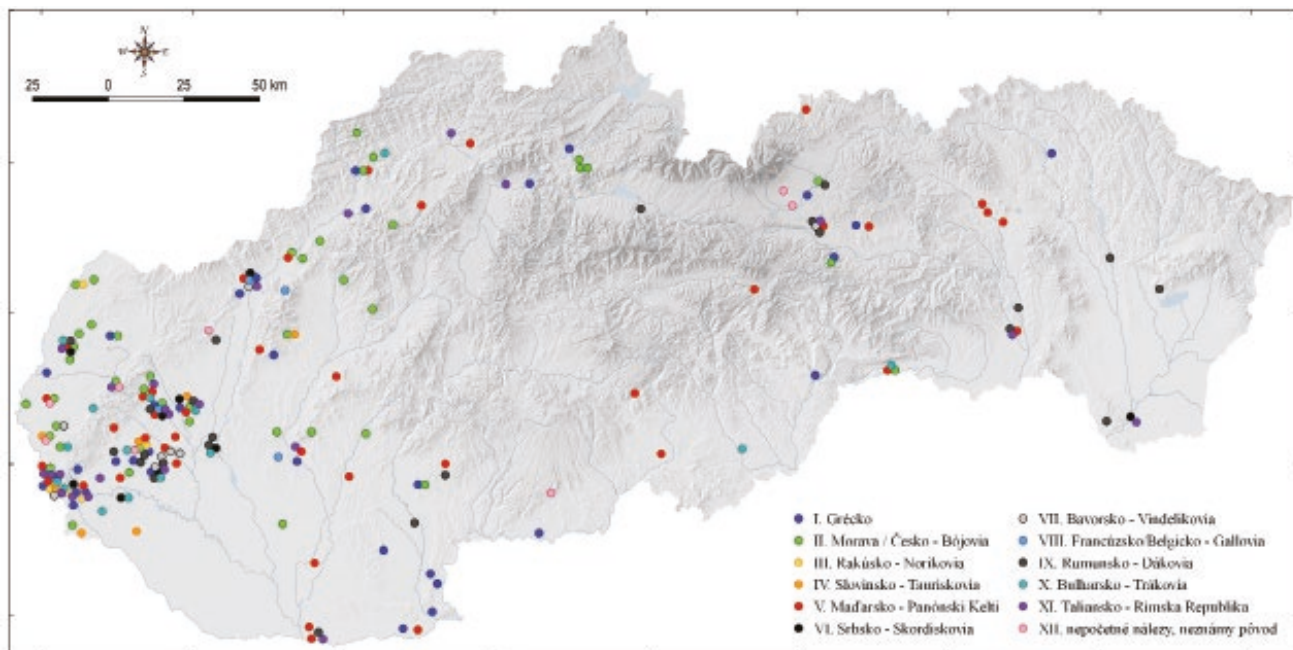 N
W E
S
25 0 25 50 km
I. Grécko
II. Morava / Česko - Bójovia
III. Rakúsko - Norikovia
IV. Slovinsko - Tauriskovia
V. Maďarsko - Panónski Kelti
VI. Srbsko - Skordiskovia
VII. Bavorsko - Vindelikovia
VIII. Francúzsko/Belgicko - Gallovia
IX. Rumunsko - Dákovia
X. Bulharsko - Trákovia
XI. Taliansko - Rímska Republika
XII. nepočetné nálezy, neznámy pôvod